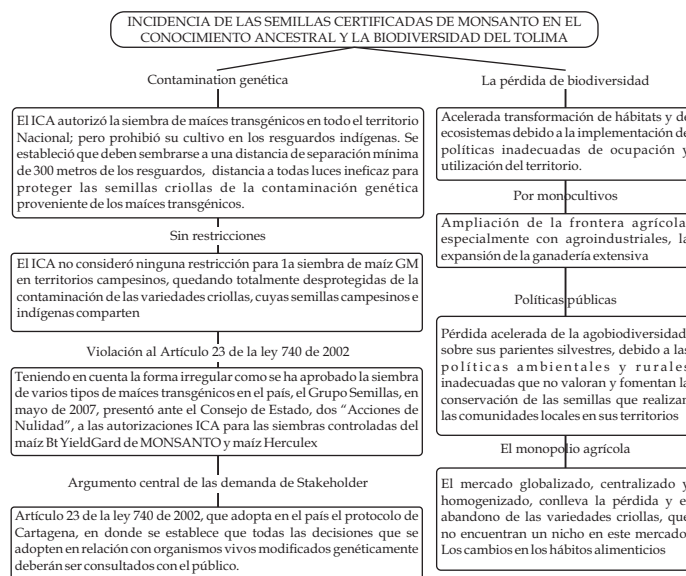 INCIDENCIA DE LAS SEMILLAS CERTIFICADAS DE MONSANTO EN EL
CONOCIMIENTO ANCESTRAL Y LA BIODIVERSIDAD DEL TOLIMA
Contamination genética
El ICA autorizó la siembra de maíces transgénicos en todo el territorio
Nacional; pero prohibió su cultivo en los resguardos indígenas. Se
estableció que deben sembrarse a una distancia de separación mínima
de 300 metros de los resguardos, distancia a todas luces ineficaz para
proteger las semillas criollas de la contaminación genética
proveniente de los maíces transgénicos.
Sin restricciones
El ICA no consideró ninguna restricción para 1a siembra de maíz GM
en territorios campesinos, quedando totalmente desprotegidas de la
contaminación de las variedades criollas, cuyas semillas campesinos e
indígenas comparten
Violación al Artículo 23 de la ley 740 de 2002
Teniendo en cuenta la forma irregular como se ha aprobado la siembra
de varios tipos de maíces transgénicos en el país, el Grupo Semillas, en
mayo de 2007, presentó ante el Consejo de Estado, dos "Acciones de
Nulidad", a las autorizaciones ICA para las siembras controladas del
maíz Bt YieldGard de MONSANTO y maíz Herculex
Argumento central de las demanda de Stakeholder
Artículo 23 de la ley 740 de 2002, que adopta en el país el protocolo de
Cartagena, en donde se establece que todas las decisiones que se
adopten en relación con organismos vivos modificados genéticamente
deberán ser consultados con el público.
La pérdida de biodiversidad
Acelerada transformación de hábitats y de
ecosistemas debido a la implementación de
políticas inadecuadas de ocupación y
utilización del territorio.
Por monocultivos
Ampliación de la frontera agrícola,
especialmente con agroindustriales, la
expansión de la ganadería extensiva
Políticas públicas
Pérdida acelerada de la agobiodiversidad
sobre sus parientes silvestres, debido a las
políticas ambientales y rurales
inadecuadas que no valoran y fomentan la
conservación de las semillas que realizan
las comunidades locales en sus territorios
El monopolio agrícola
El mercado globalizado, centralizado y
homogenizado, conlleva la pérdida y el
abandono de las variedades criollas, que
no encuentran un nicho en este mercado.
Los cambios en los hábitos alimenticios